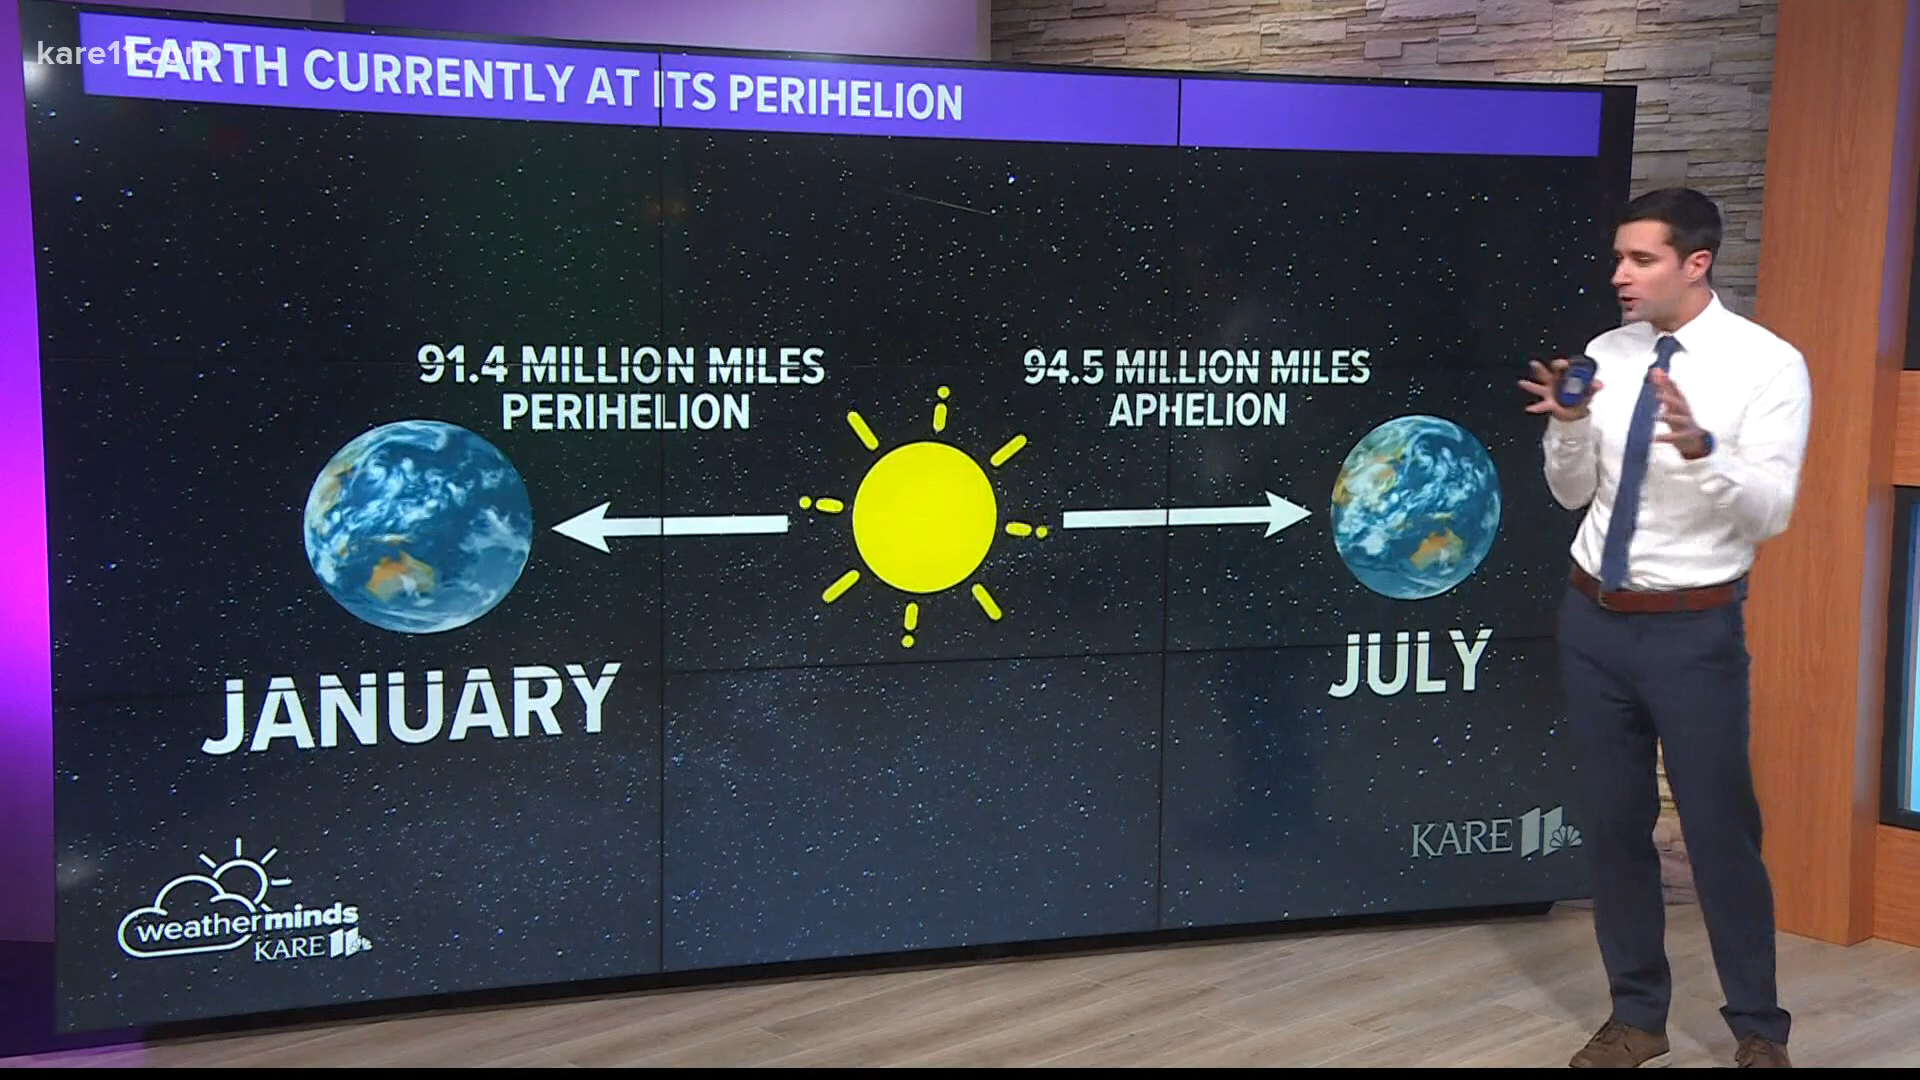 kare11.com
EARTH CURRENTLY AT ITS PERIHELION
91.4 MILLION MILES
PERIHELION
94.5 MILLION MILES
APHELION
JANUARY
JULY
KARE 11
weatherminds
KARE 11